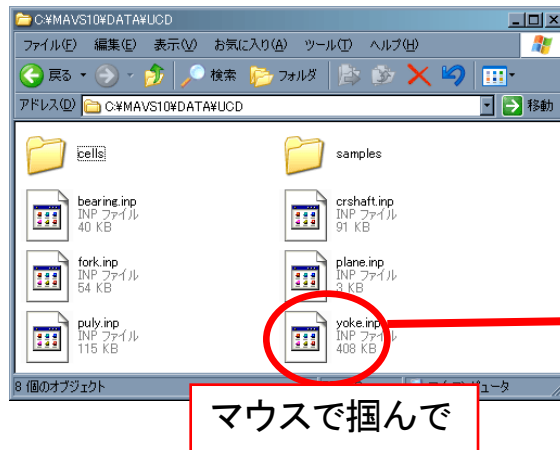 C:¥MAVS10¥DATA¥UCD
ファイル(F) 編集(E) 表示(V) お気に入り(A) ツール(T) ヘルプ(H)
戻る 検索 フォルダ
アドレス(D) C:¥MAVS10¥DATA¥UCD 移動
cells samples
bearing.inp crshaft.inp
INP ファイル INP ファイル
40 KB 91 KB
fork.inp plane.inp
INP ファイル INP ファイル
54 KB 3 KB
puly.inp yoke.inp
INP ファイル INP ファイル
115 KB 408 KB
8 個のオブジェクト
マウスで掴んで